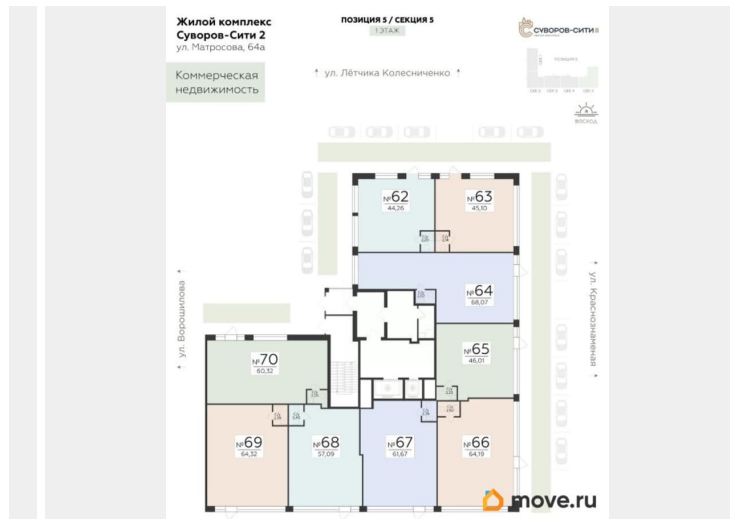 Жилой комплекс
Суворов-Сити 2
ул. Матросова, 64а
Коммерческая
недвижимость
ПОЗИЦИЯ 5 / СЕКЦИЯ 5
1 ЭТАЖ
СУВОРОВ-СИТИ
ВОСХОД
ул. Лётчика Колесниченко
ул. Ворошилова
ул. Краснознаменная
№62
44,26
№63
45,10
№64
68,07
№65
46,01
№70
60,32
№69
64,32
№68
57,09
№67
61,67
№66
64,19
move.ru